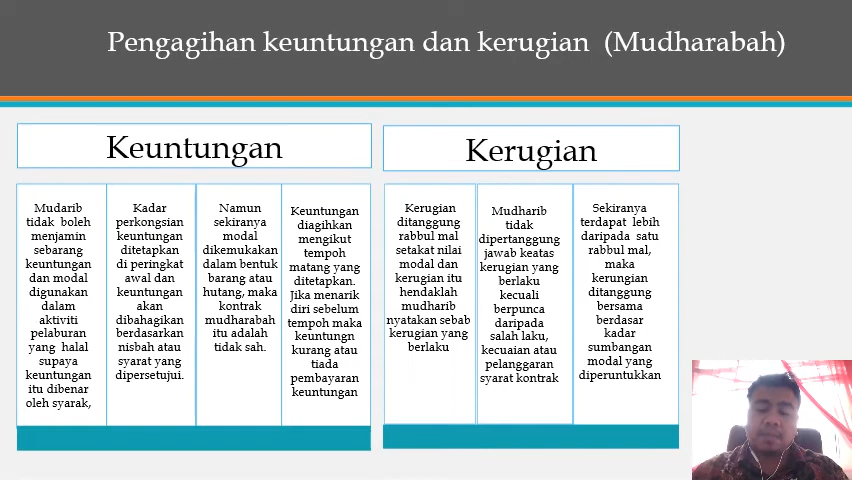 Pengagihan keuntungan dan kerugian (Mudharabah)
Keuntungan
Mudarib
tidak boleh
menjamin
sebarang
keuntungan
dan modal
digunakan
dalam
aktiviti
pelaburan
yang halal
supaya
keuntungan
itu dibenar
oleh syarak,
Kadar
perkongsian
keuntungan
ditetapkan
di peringkat
awal dan
keuntungan
akan
dibahagikan
berdasarkan
nisbah atau
syarat yang
dipersetujui.
Namun
sekiranya
modal
dikemukakan
dalam bentuk
barang atau
hutang, maka
kontrak
mudharabah
itu adalah
tidak sah.
Keuntungan
diagihkan
mengikut
tempoh
matang yang
ditetapkan.
Jika menarik
diri sebelum
tempoh maka
keuntungn
kurang atau
tiada
pembayaran
keuntungan
Kerugian
Kerugian
ditanggung
rabbul mal
setakat nilai
modal dan
kerugian itu
hendaklah
mudharib
nyatakan sebab
kerugian yang
berlaku
Mudharib
tidak
dipertanggung
jawab keatas
kerugian yang
berlaku
kecuali
berpunca
daripada
salah laku,
kecuaian atau
pelanggaran
syarat kontrak
Sekiranya
terdapat lebih
daripada satu
rabbul mal,
maka
kerungian
ditanggung
bersama
berdasar
kadar
sumbangan
modal yang
diperuntukkan